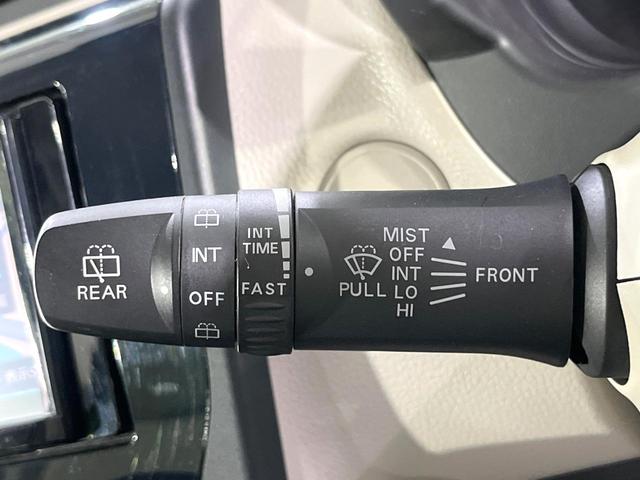 REAR
INT
OFF
INT
TIME
FAST
PULL
MIST
OFF
INT
LO
HI
FRONT